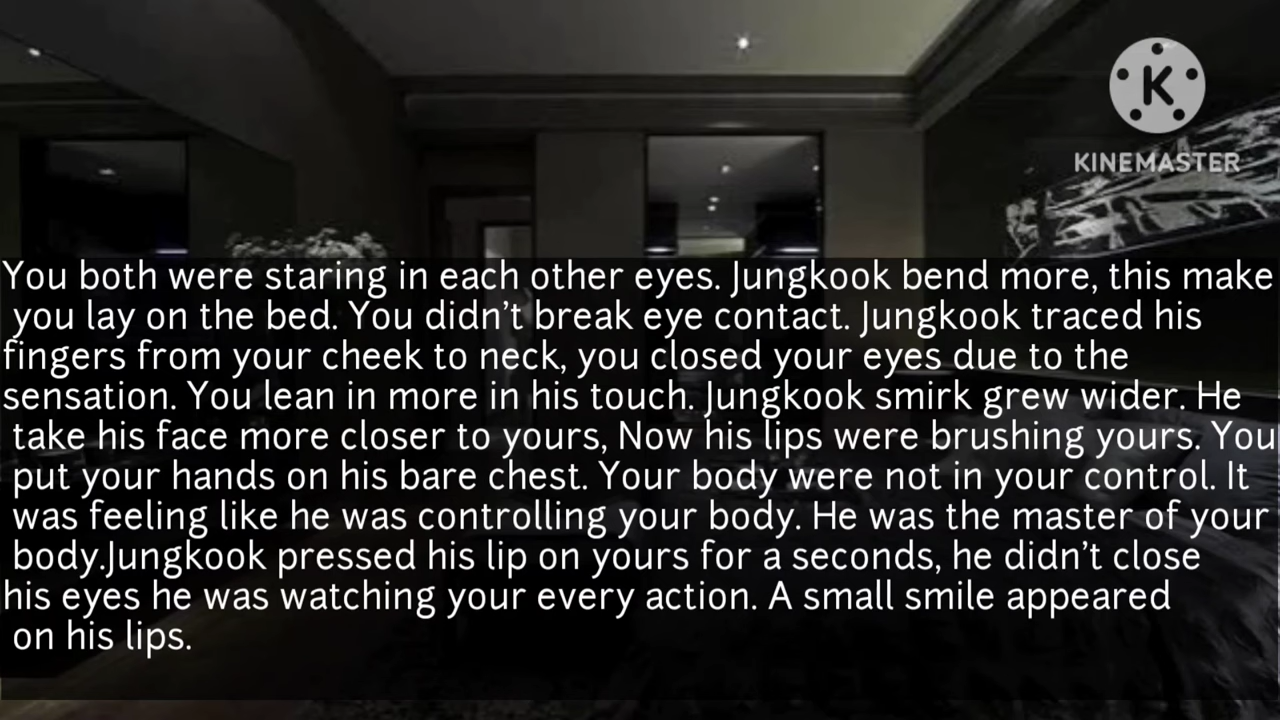 KINEMASTER
You both were staring in each other eyes. Jungkook bend more, this make
you lay on the bed. You didn't break eye contact. Jungkook traced his
fingers from your cheek to neck, you closed your eyes due to the
sensation. You lean in more in his touch. Jungkook smirk grew wider. He
take his face more closer to yours, Now his lips were brushing yours. You
put your hands on his bare chest. Your body were not in your control. It
was feeling like he was controlling your body. He was the master of your
body.Jungkook pressed his lip on yours for a seconds, he didn't close
his eyes he was watching your every action. A small smile appeared
on his lips.